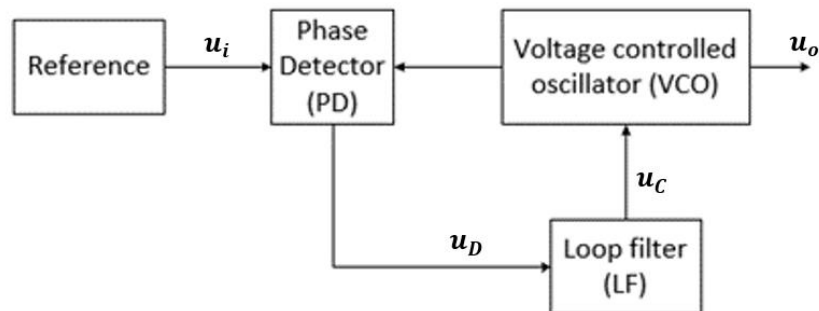 Reference
u_i
Phase
Detector
(PD)
Voltage controlled
oscillator (VCO)
u_o
u_C
u_D
Loop filter
(LF)